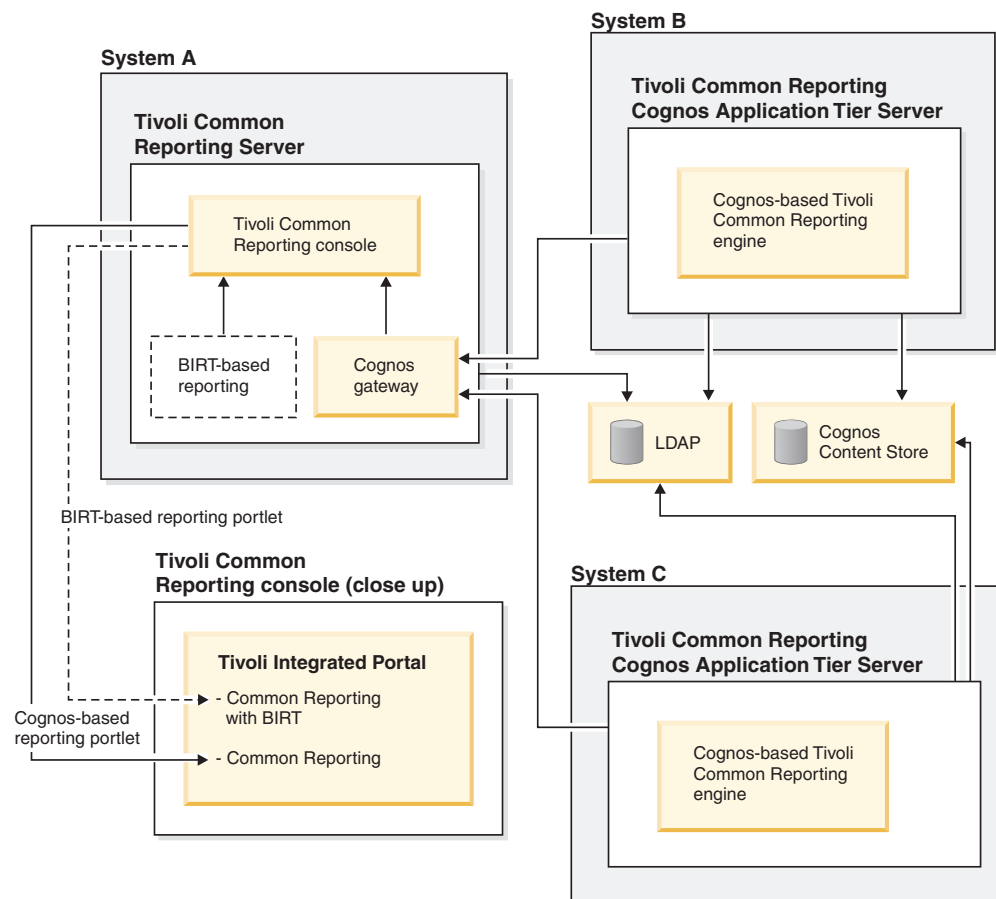 System A
Tivoli Common
Reporting Server
Tivoli Common
Reporting console
BIRT-based
reporting
Cognos
gateway
System B
Tivoli Common Reporting
Cognos Application Tier Server
Cognos-based Tivoli
Common Reporting
engine
LDAP
Cognos
Content Store
BIRT-based reporting portlet
Tivoli Common
Reporting console (close up)
Tivoli Integrated Portal
- Common Reporting
with BIRT
- Common Reporting
Cognos-based
reporting portlet
System C
Tivoli Common Reporting
Cognos Application Tier Server
Cognos-based Tivoli
Common Reporting
engine